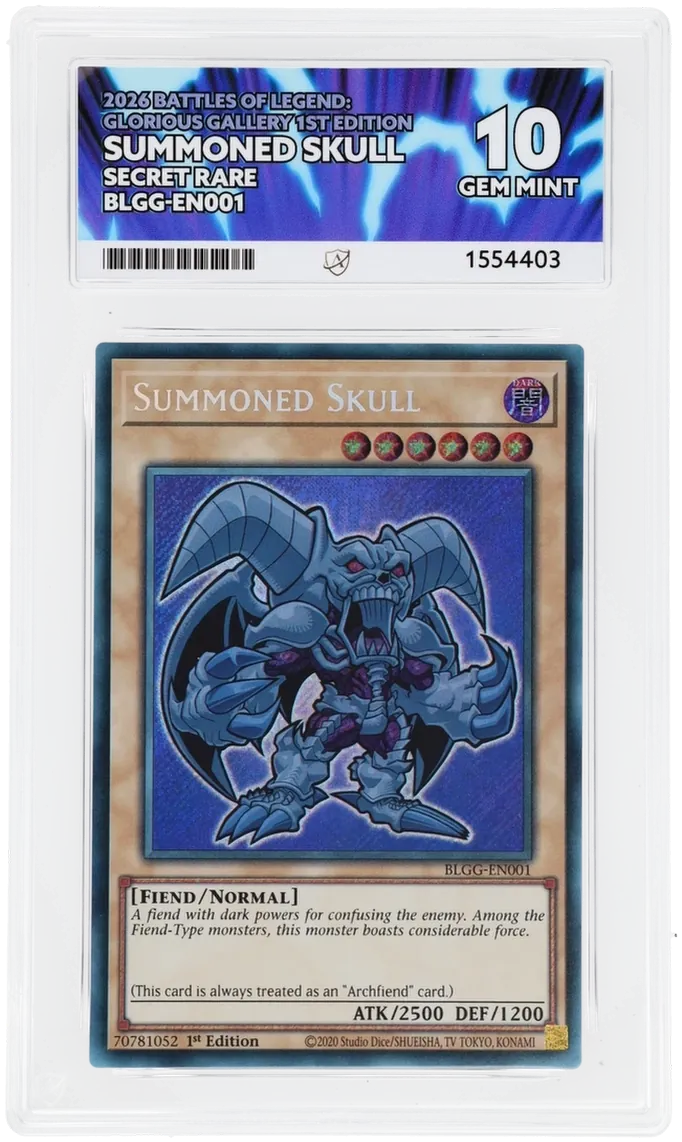 2026 BATTLES OF LEGEND:
GLORIOUS GALLERY 1ST EDITION
SUMMONED SKULL
SECRET RARE
BLGG-EN001
10
GEM MINT
1554403
SUMMONED SKULL
DARK
闇
BLGG-EN001
[FIEND/NORMAL]
A fiend with dark powers for confusing the enemy. Among the
Fiend-Type monsters, this monster boasts considerable force.
(This card is always treated as an "Archfiend" card.)
ATK/2500 DEF/1200
70781052 1st Edition ©2020 Studio Dice/SHUEISHA, TV TOKYO, KONAMI